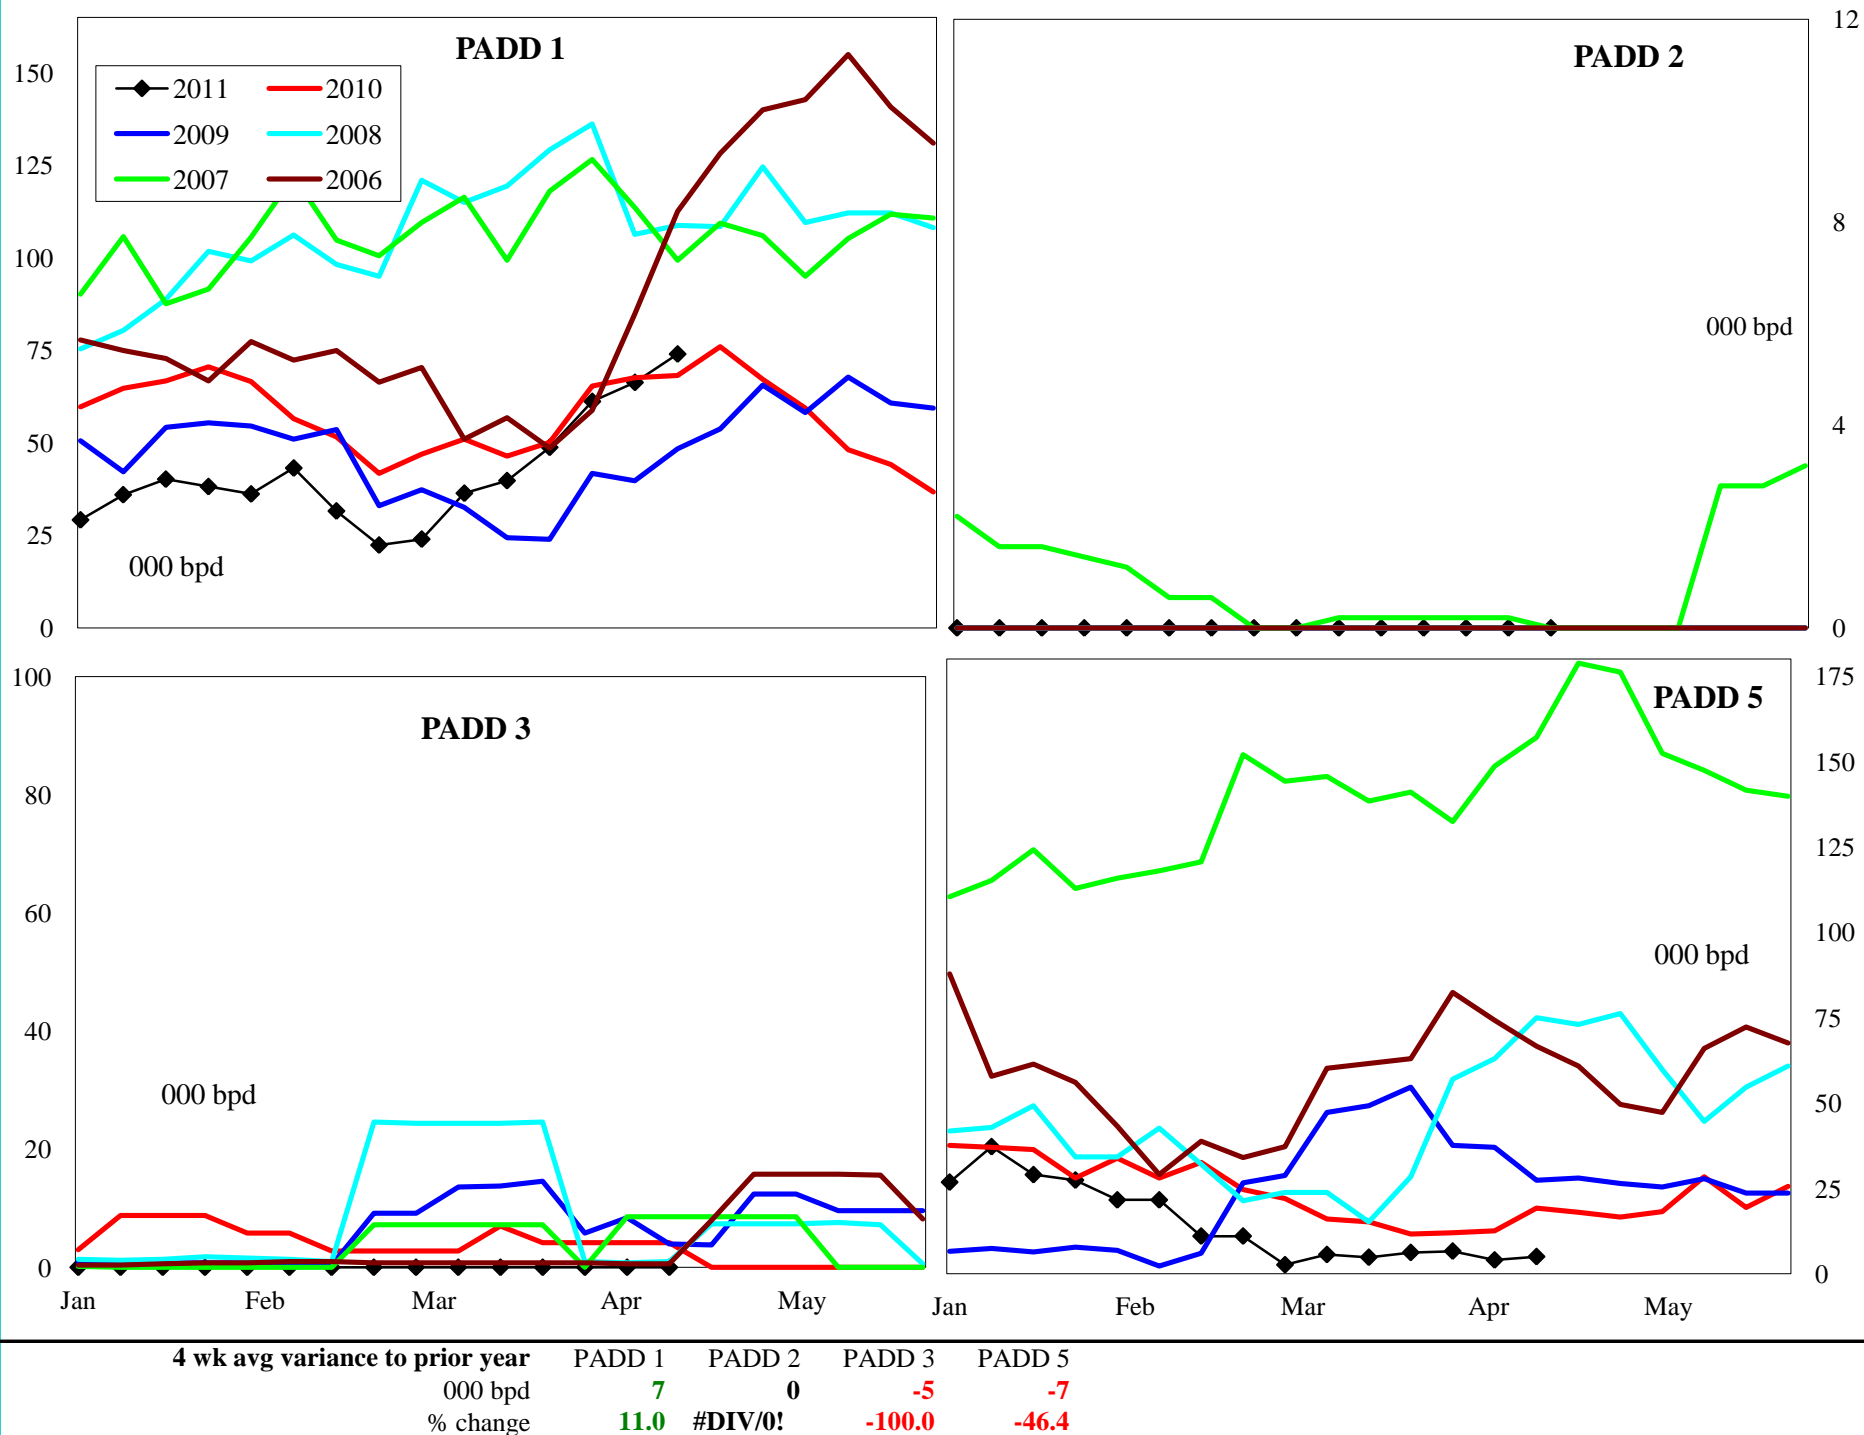 PADD 1
150
2011
2010
2009
2008
2007
2006
125
100
75
50
25
0
000 bpd
PADD 2
12
8
4
0
000 bpd
PADD 3
100
80
60
40
20
0
000 bpd
Jan Feb Mar Apr May
PADD 5
175
150
125
100
75
50
25
0
000 bpd
Jan Feb Mar Apr May
4 wk avg variance to prior year PADD 1 PADD 2 PADD 3 PADD 5
000 bpd 7 0 -5 -7
% change 11.0 #DIV/0! -100.0 -46.4